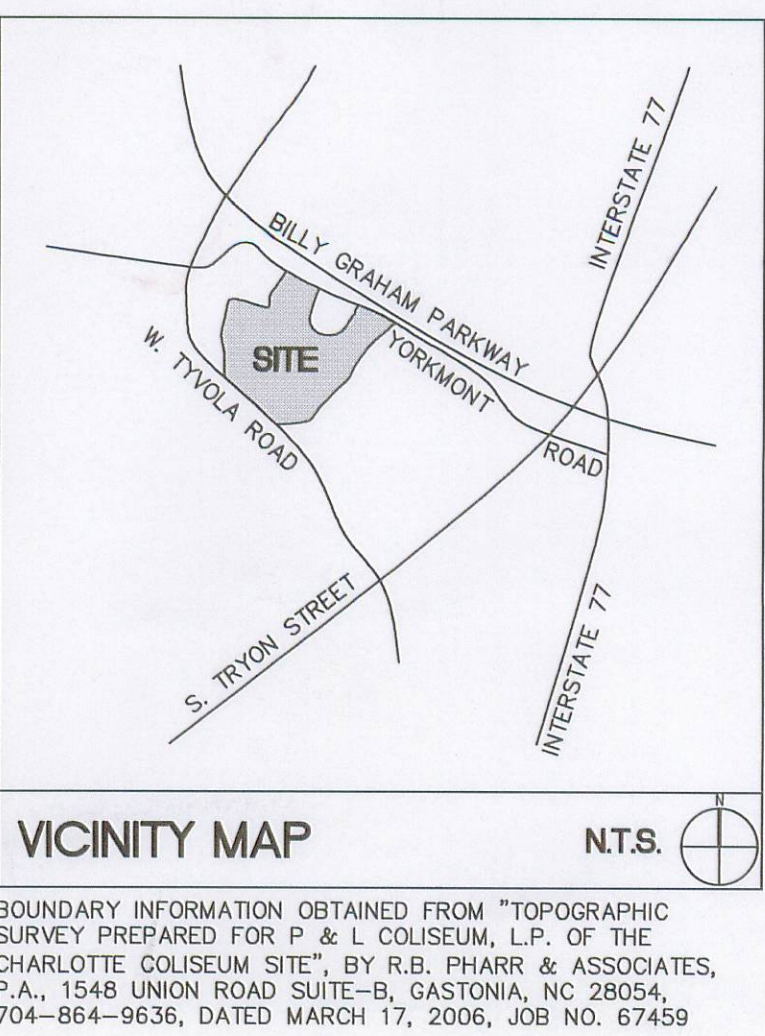 INTERSTATE 77
BILLY GRAHAM PARKWAY
SITE
YORKMONT
ROAD
W. TYVOLA ROAD
S. TRYON STREET
INTERSTATE 77
N
VICINITY MAP N.T.S.
BOUNDARY INFORMATION OBTAINED FROM "TOPOGRAPHIC
SURVEY PREPARED FOR P & L COLISEUM, L.P. OF THE
CHARLOTTE COLISEUM SITE", BY R.B. PHARR & ASSOCIATES,
P.A., 1548 UNION ROAD SUITE-B, GASTONIA, NC 28054,
704-864-9636, DATED MARCH 17, 2006, JOB NO. 67459